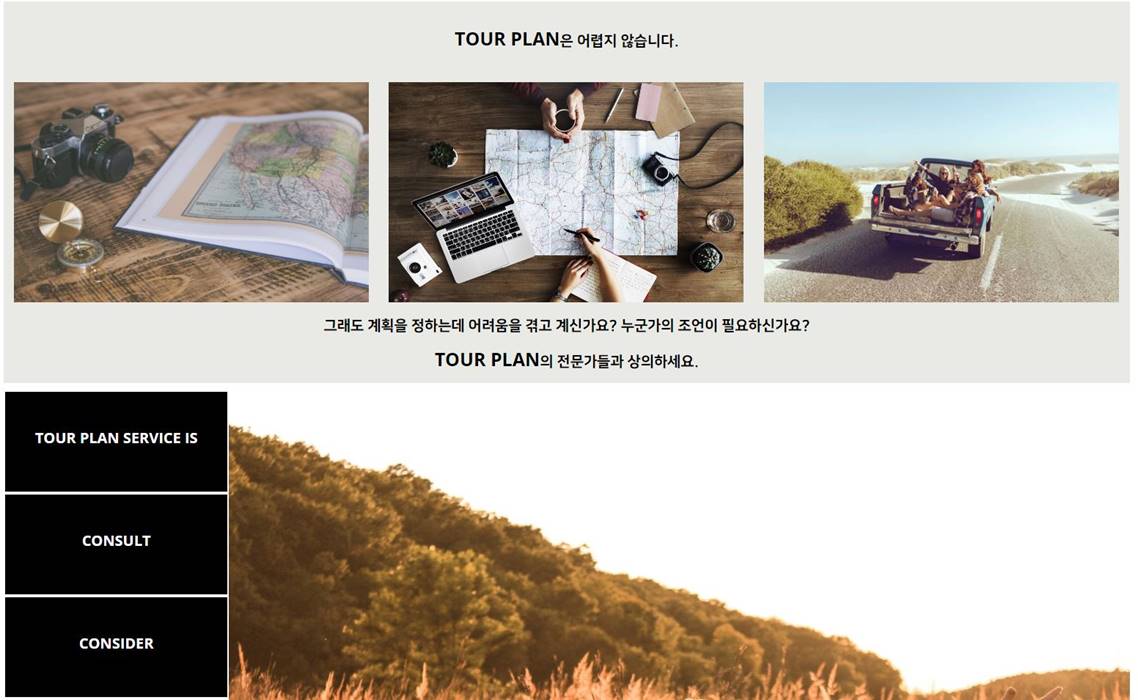 TOUR PLAN은 어렵지 않습니다.
그래도 계획을 정하는데 어려움을 겪고 계신가요? 누군가의 조언이 필요하신가요?
TOUR PLAN의 전문가들과 상의하세요.
TOUR PLAN SERVICE IS
CONSULT
CONSIDER